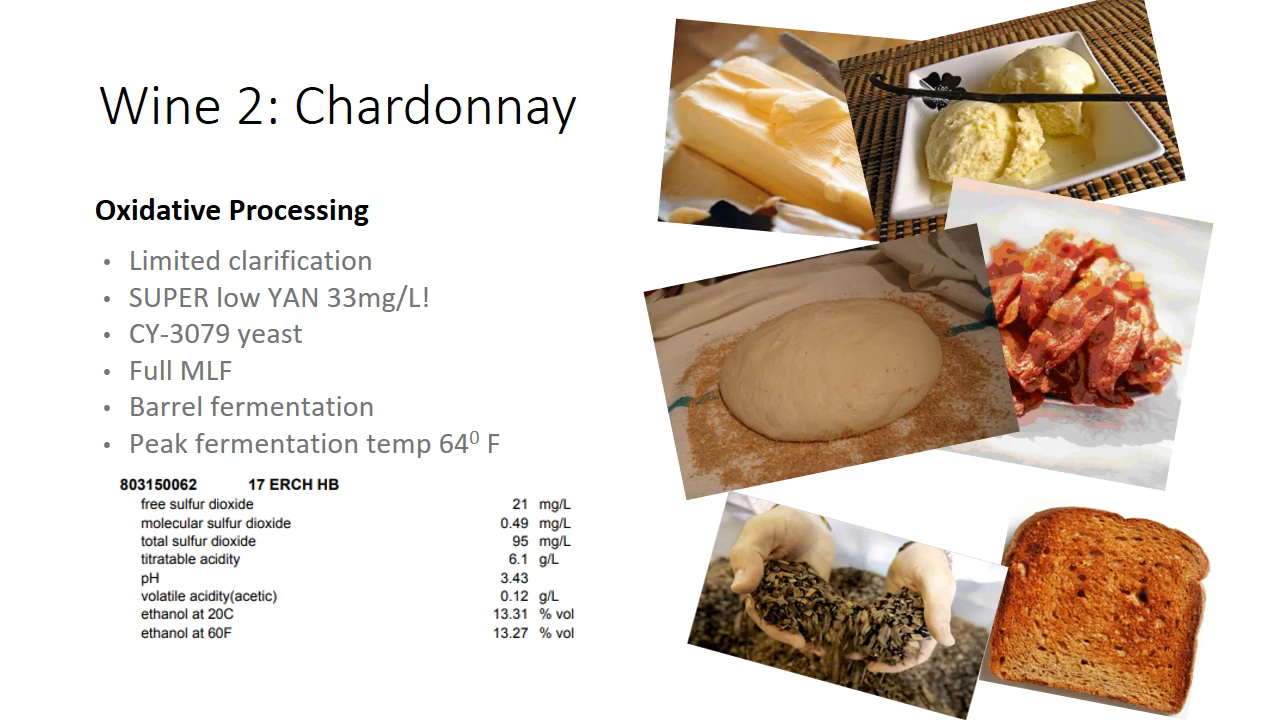 Wine 2: Chardonnay
Oxidative Processing
• Limited clarification
• SUPER low YAN 33mg/L!
• CY-3079 yeast
• Full MLF
• Barrel fermentation
• Peak fermentation temp 64⁰ F
803150062 17 ERCH HB
free sulfur dioxide 21 mg/L
molecular sulfur dioxide 0.49 mg/L
total sulfur dioxide 95 mg/L
titratable acidity 6.1 g/L
pH 3.43
volatile acidity(acetic) 0.12 g/L
ethanol at 20C 13.31 % vol
ethanol at 60F 13.27 % vol